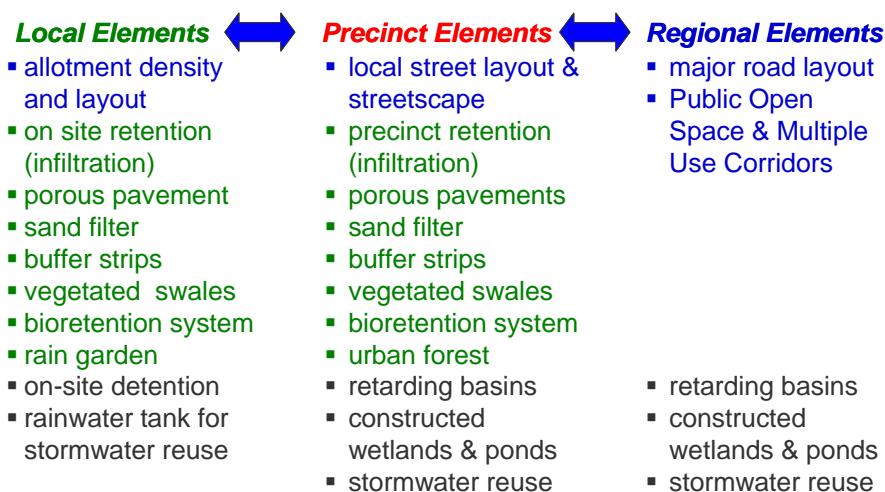 Local Elements
▪ allotment density
and layout
▪ on site retention
(infiltration)
▪ porous pavement
▪ sand filter
▪ buffer strips
▪ vegetated swales
▪ bioretention system
▪ rain garden
▪ on-site detention
▪ rainwater tank for
stormwater reuse
Precinct Elements
▪ local street layout &
streetscape
▪ precinct retention
(infiltration)
▪ porous pavements
▪ sand filter
▪ buffer strips
▪ vegetated swales
▪ bioretention system
▪ urban forest
▪ retarding basins
▪ constructed
wetlands & ponds
▪ stormwater reuse
Regional Elements
▪ major road layout
▪ Public Open
Space & Multiple
Use Corridors
▪ retarding basins
▪ constructed
wetlands & ponds
▪ stormwater reuse